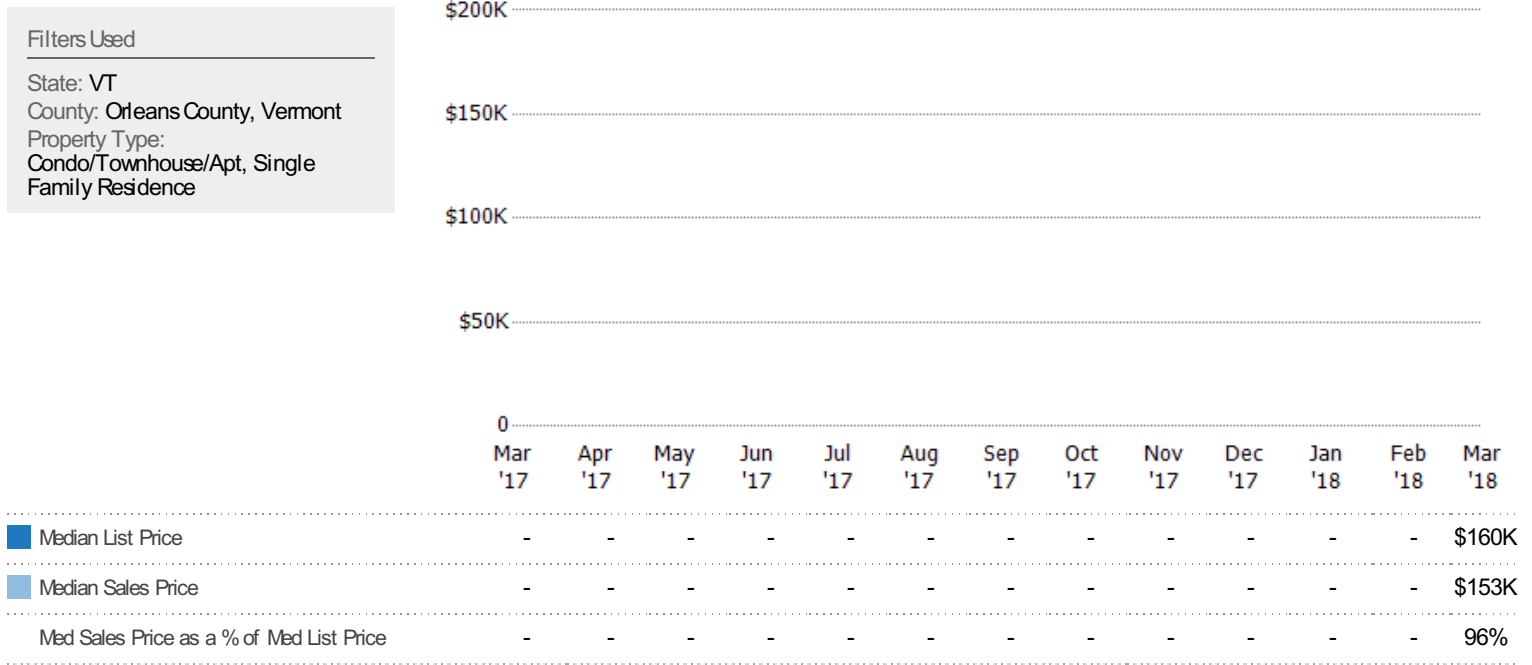 Filters Used
State: VT
County: Orleans County, Vermont
Property Type:
Condo/Townhouse/Apt, Single
Family Residence
$200K
$150K
$100K
$50K
0
Mar Apr May Jun Jul Aug Sep Oct Nov Dec Jan Feb Mar
'17 '17 '17 '17 '17 '17 '17 '17 '17 '17 '18 '18 '18
Median List Price - - - - - - - - - - - - $160K
Median Sales Price - - - - - - - - - - - - $153K
Med Sales Price as a % of Med List Price - - - - - - - - - - - - 96%